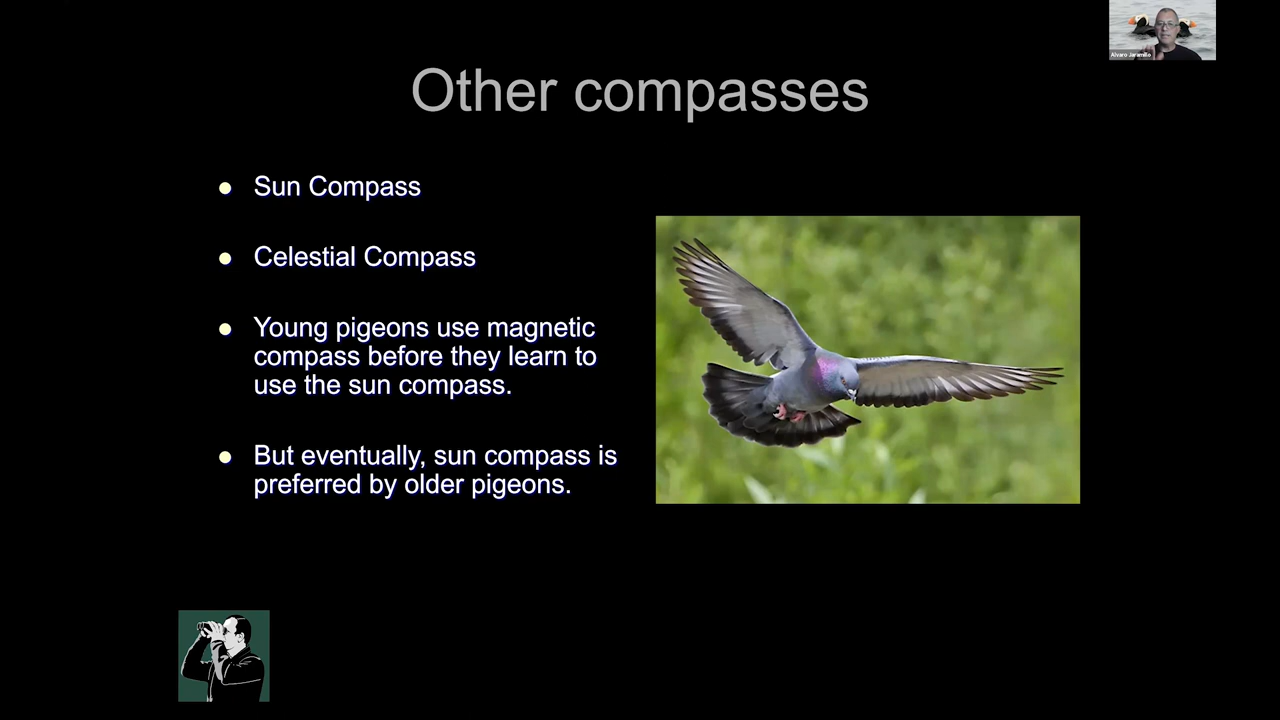 Alvaro Jaramillo
Other compasses
Sun Compass
Celestial Compass
Young pigeons use magnetic
compass before they learn to
use the sun compass.
But eventually, sun compass is
preferred by older pigeons.